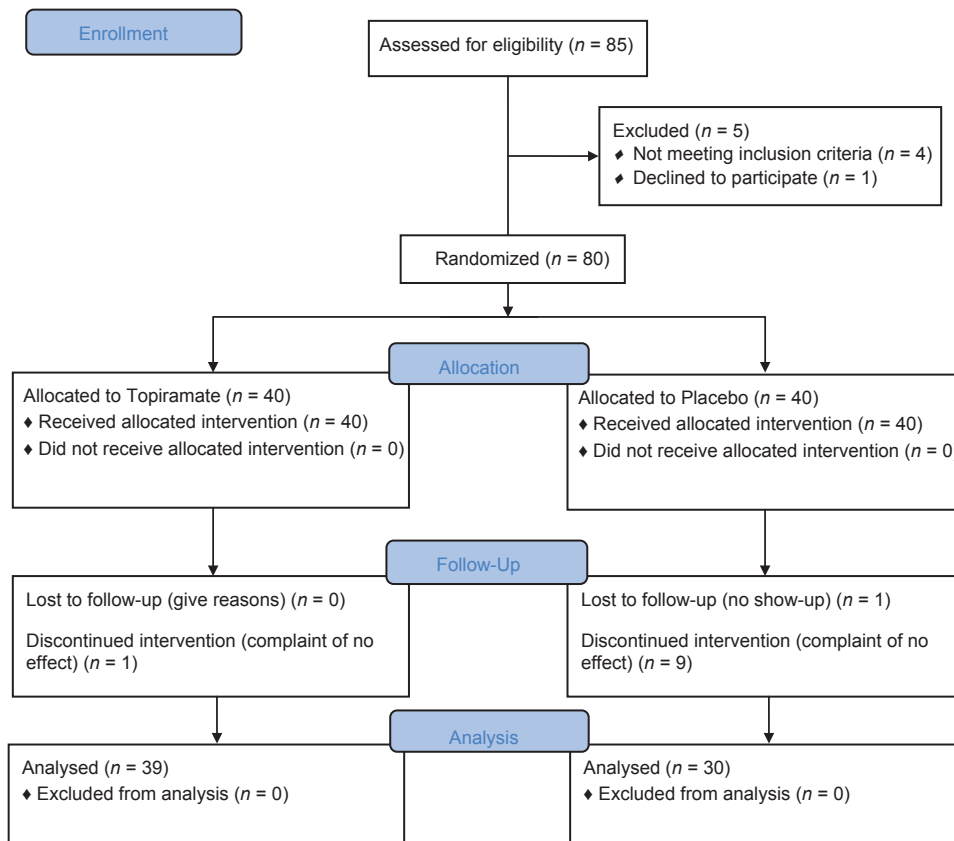 Enrollment
Assessed for eligibility (n = 85)
Excluded (n = 5)
♦ Not meeting inclusion criteria (n = 4)
♦ Declined to participate (n = 1)
Randomized (n = 80)
Allocation
Allocated to Topiramate (n = 40)
♦ Received allocated intervention (n = 40)
♦ Did not receive allocated intervention (n = 0)
Allocated to Placebo (n = 40)
♦ Received allocated intervention (n = 40)
♦ Did not receive allocated intervention (n = 0
Follow-Up
Lost to follow-up (give reasons) (n = 0)
Discontinued intervention (complaint of no
effect) (n = 1)
Lost to follow-up (no show-up) (n = 1)
Discontinued intervention (complaint of no
effect) (n = 9)
Analysis
Analysed (n = 39)
♦ Excluded from analysis (n = 0)
Analysed (n = 30)
♦ Excluded from analysis (n = 0)